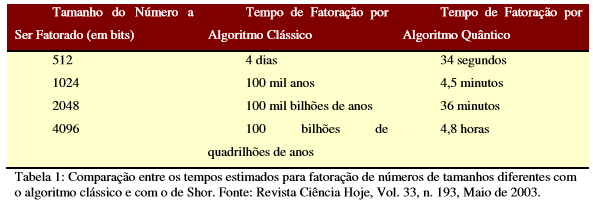 Tamanho do Número a Tempo de Fatoração por Tempo de Fatoração por
Ser Fatorado (em bits) Algoritmo Clássico Algoritmo Quântico
512 4 dias 34 segundos
1024 100 mil anos 4,5 minutos
2048 100 mil bilhões de anos 36 minutos
4096 100 bilhões de 4,8 horas
quadrilhões de anos
Tabela 1: Comparação entre os tempos estimados para fatoração de números de tamanhos diferentes com
o algoritmo clássico e com o de Shor. Fonte: Revista Ciência Hoje, Vol. 33, n. 193, Maio de 2003.